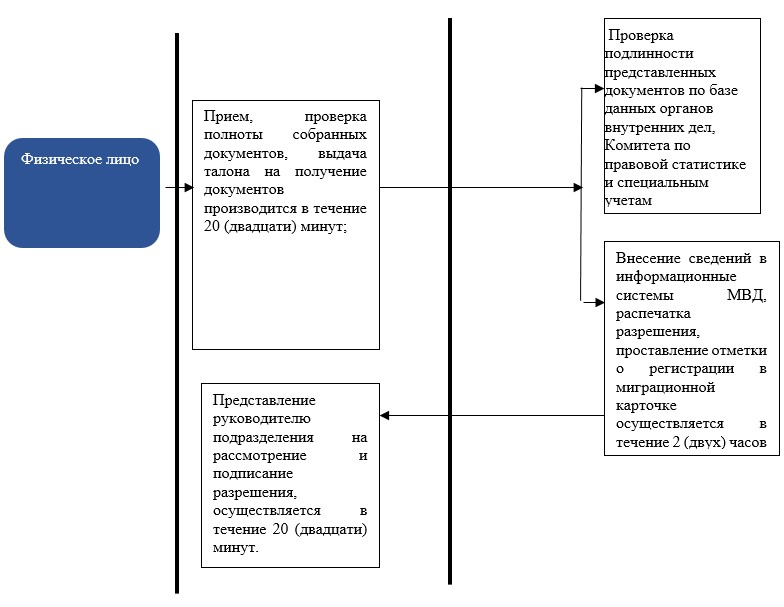 Физическое лицо
Прием, проверка
полноты собранных
документов, выдача
талона на получение
документов
производится в течение
20 (двадцати) минут;
Проверка
подлинности
представленных
документов по базе
данных органов
внутренних дел,
Комитета по
правовой статистике
и специальным
учетам
Внесение сведений в
информационные
системы МВД,
распечатка
разрешения,
проставление отметки
о регистрации в
миграционной
карточке
осуществляется в
течение 2 (двух) часов
Представление
руководителю
подразделения на
рассмотрение и
подписание
разрешения,
осуществляется в
течение 20 (двадцати)
минут.